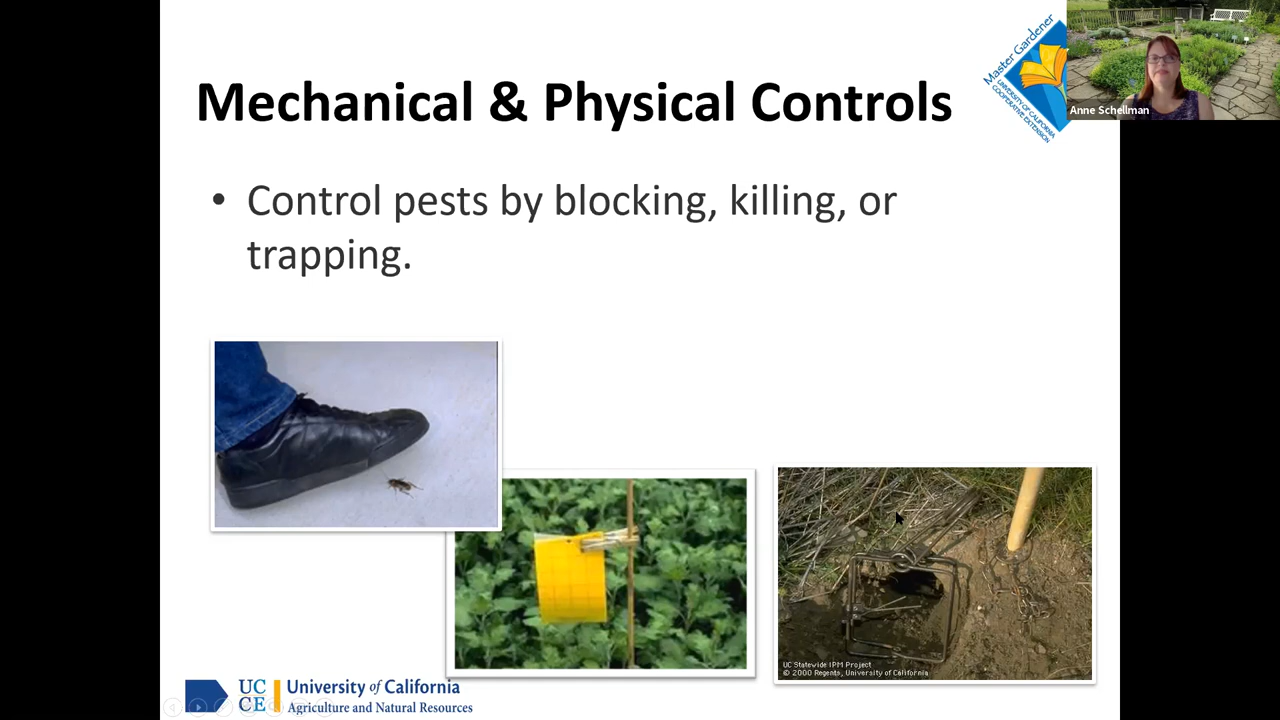 Mechanical & Physical Controls
Master Gardener
UNIVERSITY OF CALIFORNIA
COOPERATIVE EXTENSION
Anne Schellman
• Control pests by blocking, killing, or
trapping.
UC Statewide IPM Project
© 2000 Regents, University of California
UC
CE
University of California
Agriculture and Natural Resources